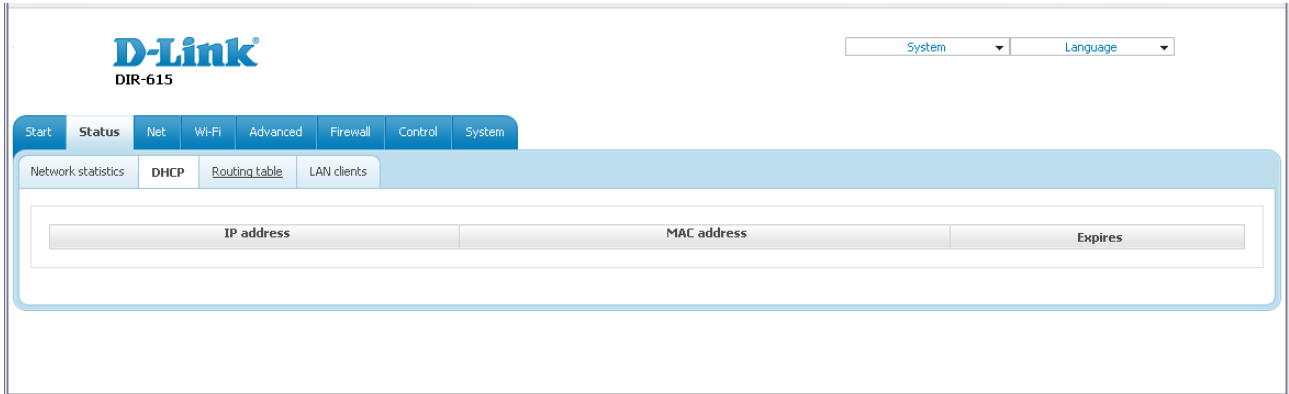 D-Link®
DIR-615
System Language
Start Status Net Wi-Fi Advanced Firewall Control System
Network statistics DHCP Routing table LAN clients
IP address MAC address Expires